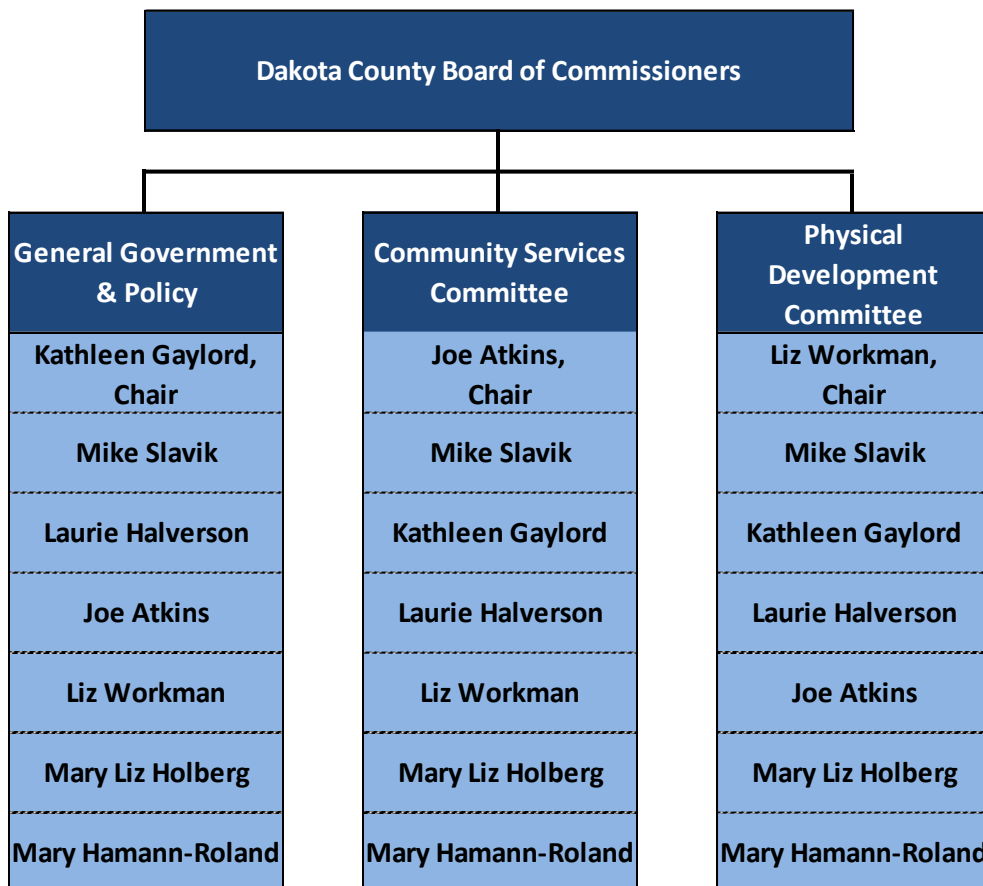 Dakota County Board of Commissioners
General Government
& Policy
Kathleen Gaylord,
Chair
Mike Slavik
Laurie Halverson
Joe Atkins
Liz Workman
Mary Liz Holberg
Mary Hamann-Roland
Community Services
Committee
Joe Atkins,
Chair
Mike Slavik
Kathleen Gaylord
Laurie Halverson
Liz Workman
Mary Liz Holberg
Mary Hamann-Roland
Physical
Development
Committee
Liz Workman,
Chair
Mike Slavik
Kathleen Gaylord
Laurie Halverson
Joe Atkins
Mary Liz Holberg
Mary Hamann-Roland